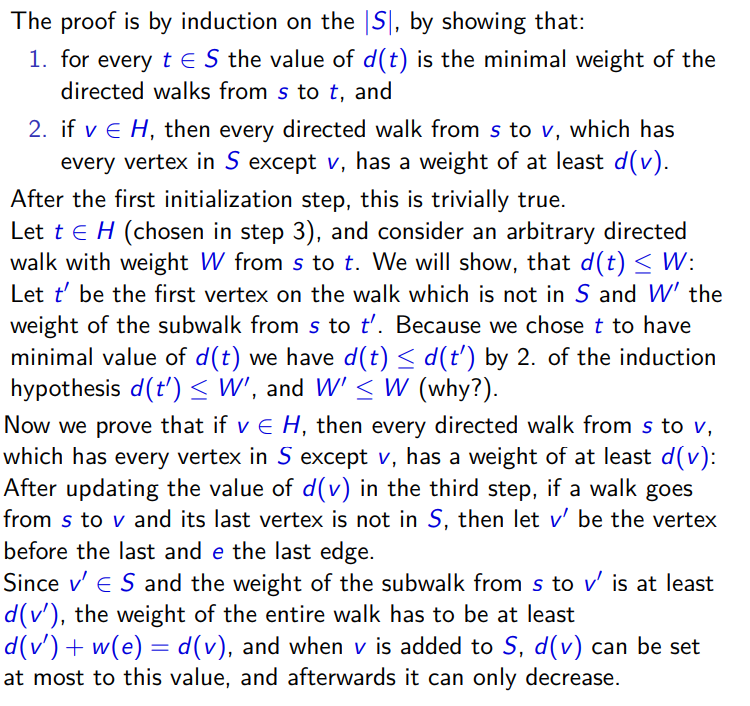 The proof is by induction on the |S|, by showing that:
1. for every t ∈ S the value of d(t) is the minimal weight of the
directed walks from s to t, and
2. if v ∈ H, then every directed walk from s to v, which has
every vertex in S except v, has a weight of at least d(v).
After the first initialization step, this is trivially true.
Let t ∈ H (chosen in step 3), and consider an arbitrary directed
walk with weight W from s to t. We will show, that d(t) ≤ W:
Let t′ be the first vertex on the walk which is not in S and W′ the
weight of the subwalk from s to t′. Because we chose t to have
minimal value of d(t) we have d(t) ≤ d(t′) by 2. of the induction
hypothesis d(t′) ≤ W′, and W′ ≤ W (why?).
Now we prove that if v ∈ H, then every directed walk from s to v,
which has every vertex in S except v, has a weight of at least d(v):
After updating the value of d(v) in the third step, if a walk goes
from s to v and its last vertex is not in S, then let v′ be the vertex
before the last and e the last edge.
Since v′ ∈ S and the weight of the subwalk from s to v′ is at least
d(v′), the weight of the entire walk has to be at least
d(v′) + w(e) = d(v), and when v is added to S, d(v) can be set
at most to this value, and afterwards it can only decrease.